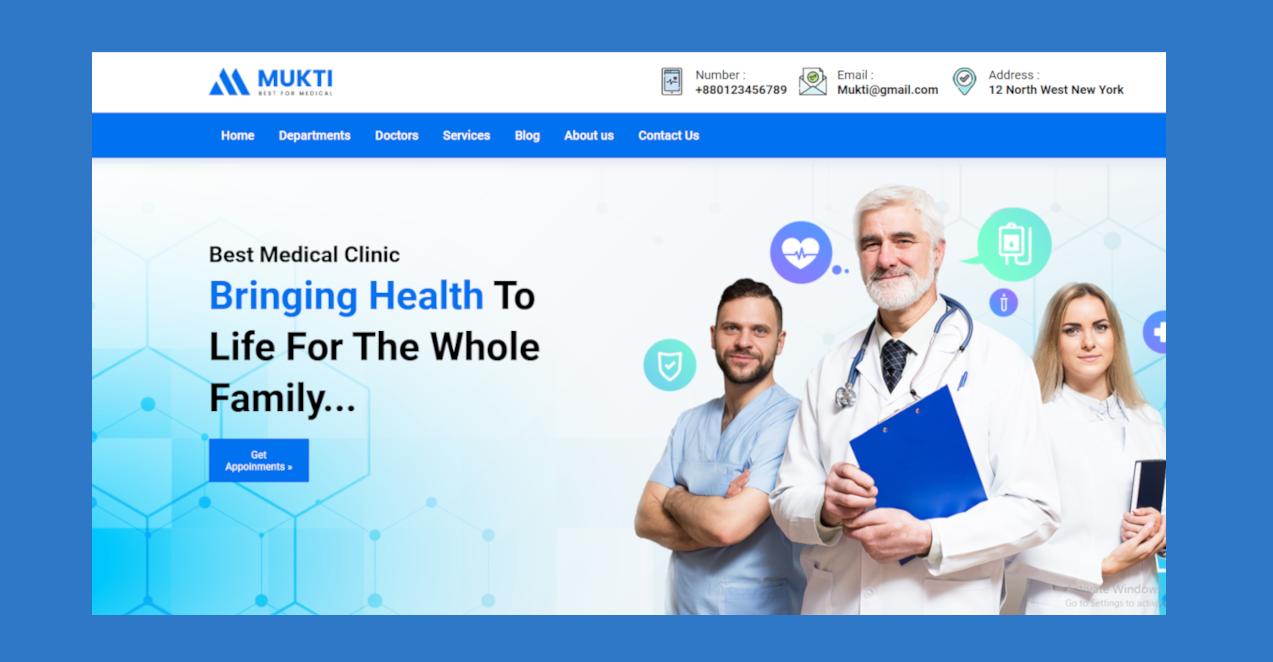 MUKTI
BEST FOR MEDICAL
Number :
+880123456789
Email :
Mukti@gmail.com
Address :
12 North West New York
Home Departments Doctors Services Blog About us Contact Us
Best Medical Clinic
Bringing Health To
Life For The Whole
Family...
Get
Appoinments »
Activate Window
Go to Settings to activ